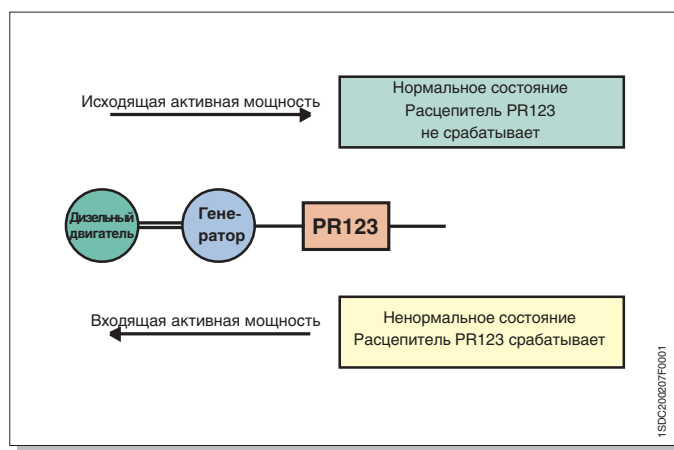 Исходящая активная мощность
Нормальное состояние
Расцепитель PR123
не срабатывает
Дизельный
двигатель
Гене-
ратор
PR123
Входящая активная мощность
Ненормальное состояние
Расцепитель PR123 срабатывает
1SDC200207F0001